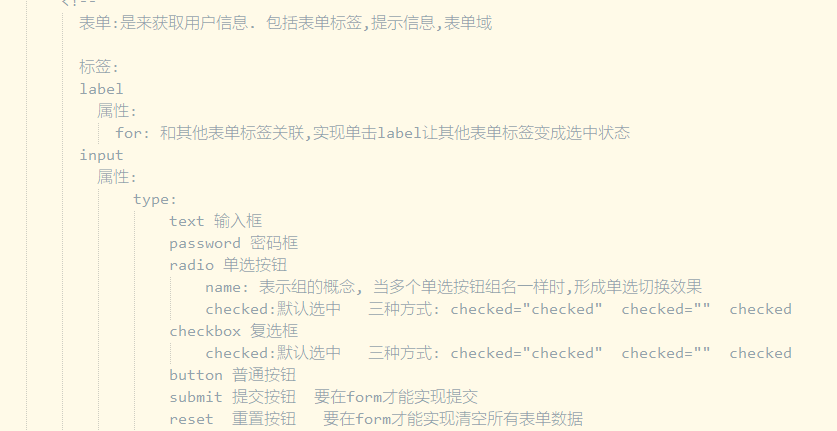 <!--
表单:是来获取用户信息. 包括表单标签,提示信息,表单域
标签:
label
属性:
for: 和其他表单标签关联,实现单击label让其他表单标签变成选中状态
input
属性:
type:
text 输入框
password 密码框
radio 单选按钮
name: 表示组的概念, 当多个单选按钮组名一样时,形成单选切换效果
checked:默认选中 三种方式: checked="checked" checked="" checked
checkbox 复选框
checked:默认选中 三种方式: checked="checked" checked="" checked
button 普通按钮
submit 提交按钮 要在form才能实现提交
reset 重置按钮 要在form才能实现清空所有表单数据